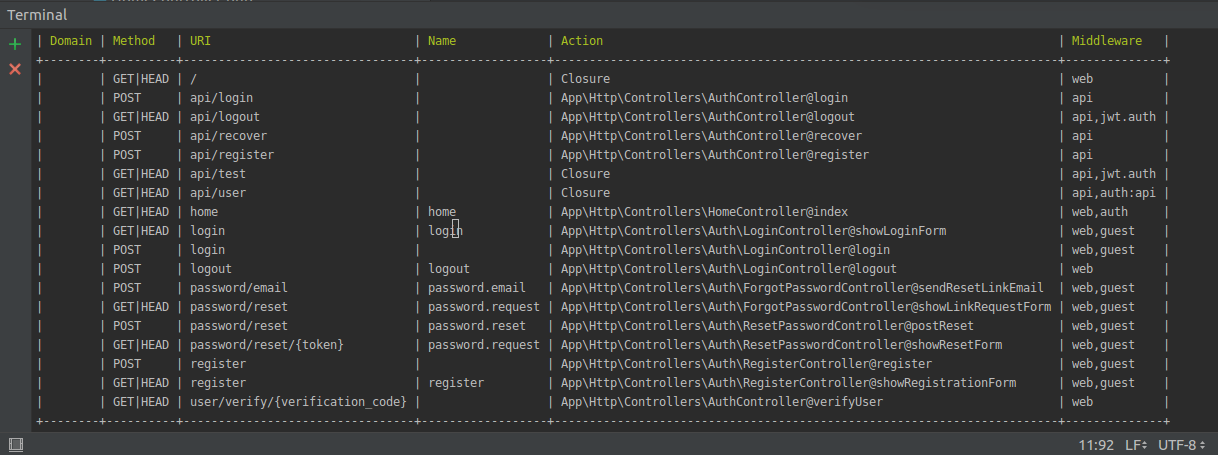 Terminal
| Domain | Method | URI | Name | Action | Middleware |
+--------+----------+---------------------------------+------------------+------------------------------------------------------------------------+--------------+
| | GET|HEAD | / | | Closure | web |
| | POST | api/login | | App\Http\Controllers\AuthController@login | api |
| | GET|HEAD | api/logout | | App\Http\Controllers\AuthController@logout | api,jwt.auth |
| | POST | api/recover | | App\Http\Controllers\AuthController@recover | api |
| | POST | api/register | | App\Http\Controllers\AuthController@register | api |
| | GET|HEAD | api/test | | Closure | api,jwt.auth |
| | GET|HEAD | api/user | | Closure | api,auth:api |
| | GET|HEAD | home | home | App\Http\Controllers\HomeController@index | web,auth |
| | GET|HEAD | login | login | App\Http\Controllers\Auth\LoginController@showLoginForm | web,guest |
| | POST | login | | App\Http\Controllers\Auth\LoginController@login | web,guest |
| | POST | logout | logout | App\Http\Controllers\Auth\LoginController@logout | web |
| | POST | password/email | password.email | App\Http\Controllers\Auth\ForgotPasswordController@sendResetLinkEmail | web,guest |
| | GET|HEAD | password/reset | password.request | App\Http\Controllers\Auth\ForgotPasswordController@showLinkRequestForm | web,guest |
| | POST | password/reset | password.reset | App\Http\Controllers\Auth\ResetPasswordController@postReset | web,guest |
| | GET|HEAD | password/reset/{token} | password.request | App\Http\Controllers\Auth\ResetPasswordController@showResetForm | web,guest |
| | POST | register | | App\Http\Controllers\Auth\RegisterController@register | web,guest |
| | GET|HEAD | register | register | App\Http\Controllers\Auth\RegisterController@showRegistrationForm | web,guest |
| | GET|HEAD | user/verify/{verification_code} | | App\Http\Controllers\AuthController@verifyUser | web |
+--------+----------+---------------------------------+------------------+------------------------------------------------------------------------+--------------+
11:92 LF UTF-8